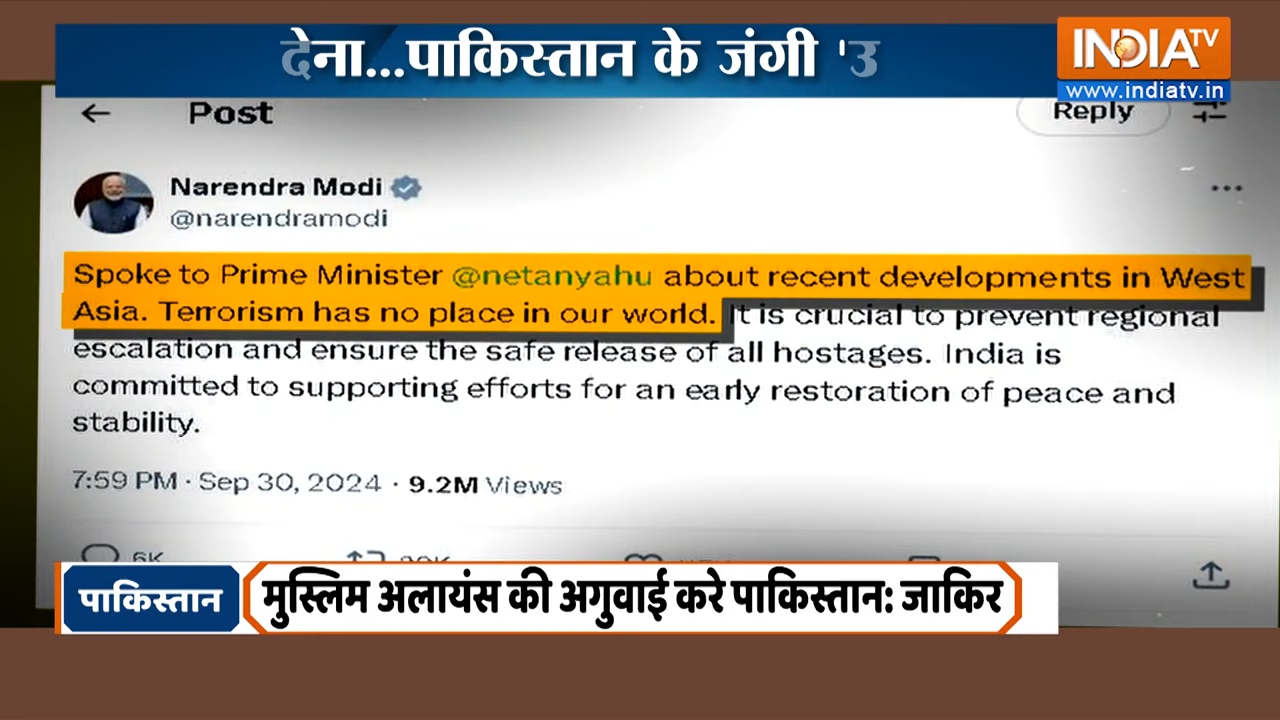 देना...पाकिस्तान के जंगी 'उ
INDIA TV
www.indiatv.in
Post
Reply
Narendra Modi
@narendramodi
Spoke to Prime Minister @netanyahu about recent developments in West
Asia. Terrorism has no place in our world. It is crucial to prevent regional
escalation and ensure the safe release of all hostages. India is
committed to supporting efforts for an early restoration of peace and
stability.
7:59 PM · Sep 30, 2024 · 9.2M Views
6K
पाकिस्तान
मुस्लिम अलायंस की अगुवाई करे पाकिस्तान: जाकिर